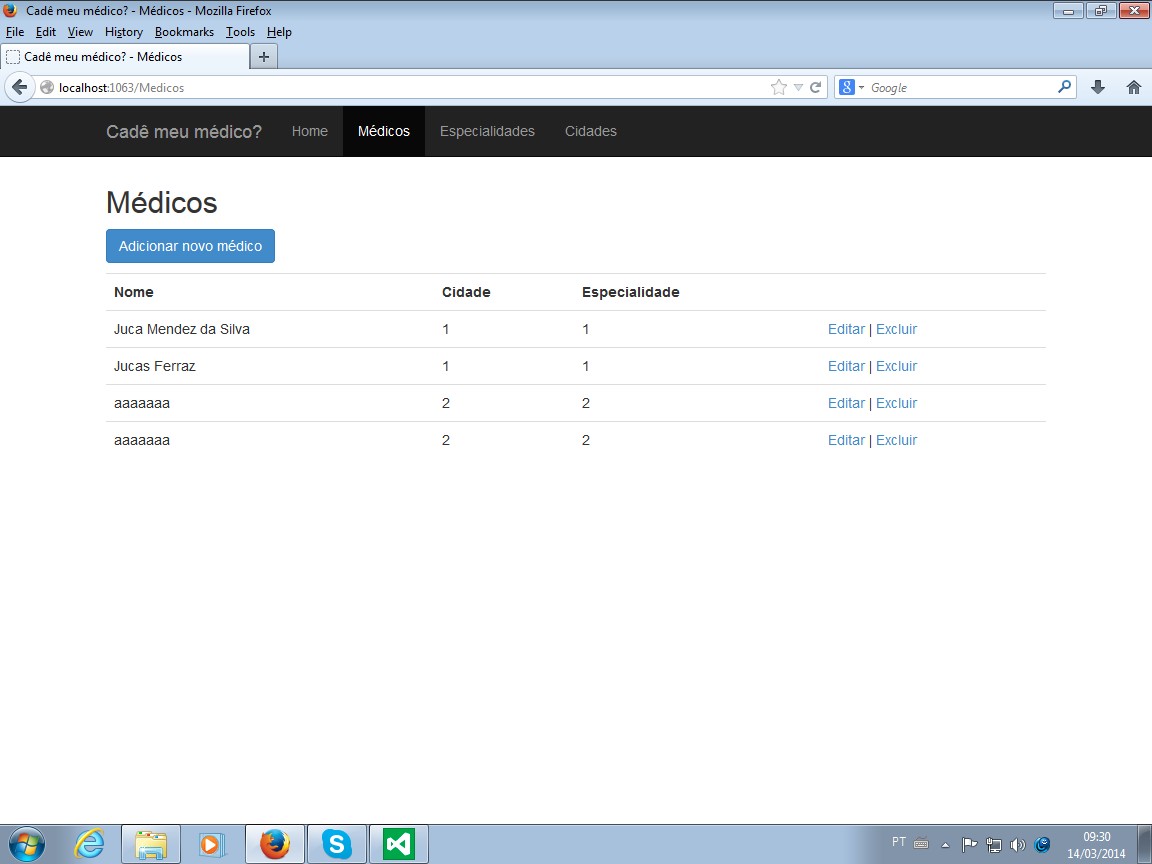 Cadê meu médico? - Médicos - Mozilla Firefox
File Edit View History Bookmarks Tools Help
Cadê meu médico? - Médicos
localhost:1063/Medicos
8 Google
Cadê meu médico? Home Médicos Especialidades Cidades
Médicos
Adicionar novo médico
Nome Cidade Especialidade
Juca Mendez da Silva 1 1 Editar | Excluir
Jucas Ferraz 1 1 Editar | Excluir
aaaaaaa 2 2 Editar | Excluir
aaaaaaa 2 2 Editar | Excluir
PT 09:30
14/03/2014